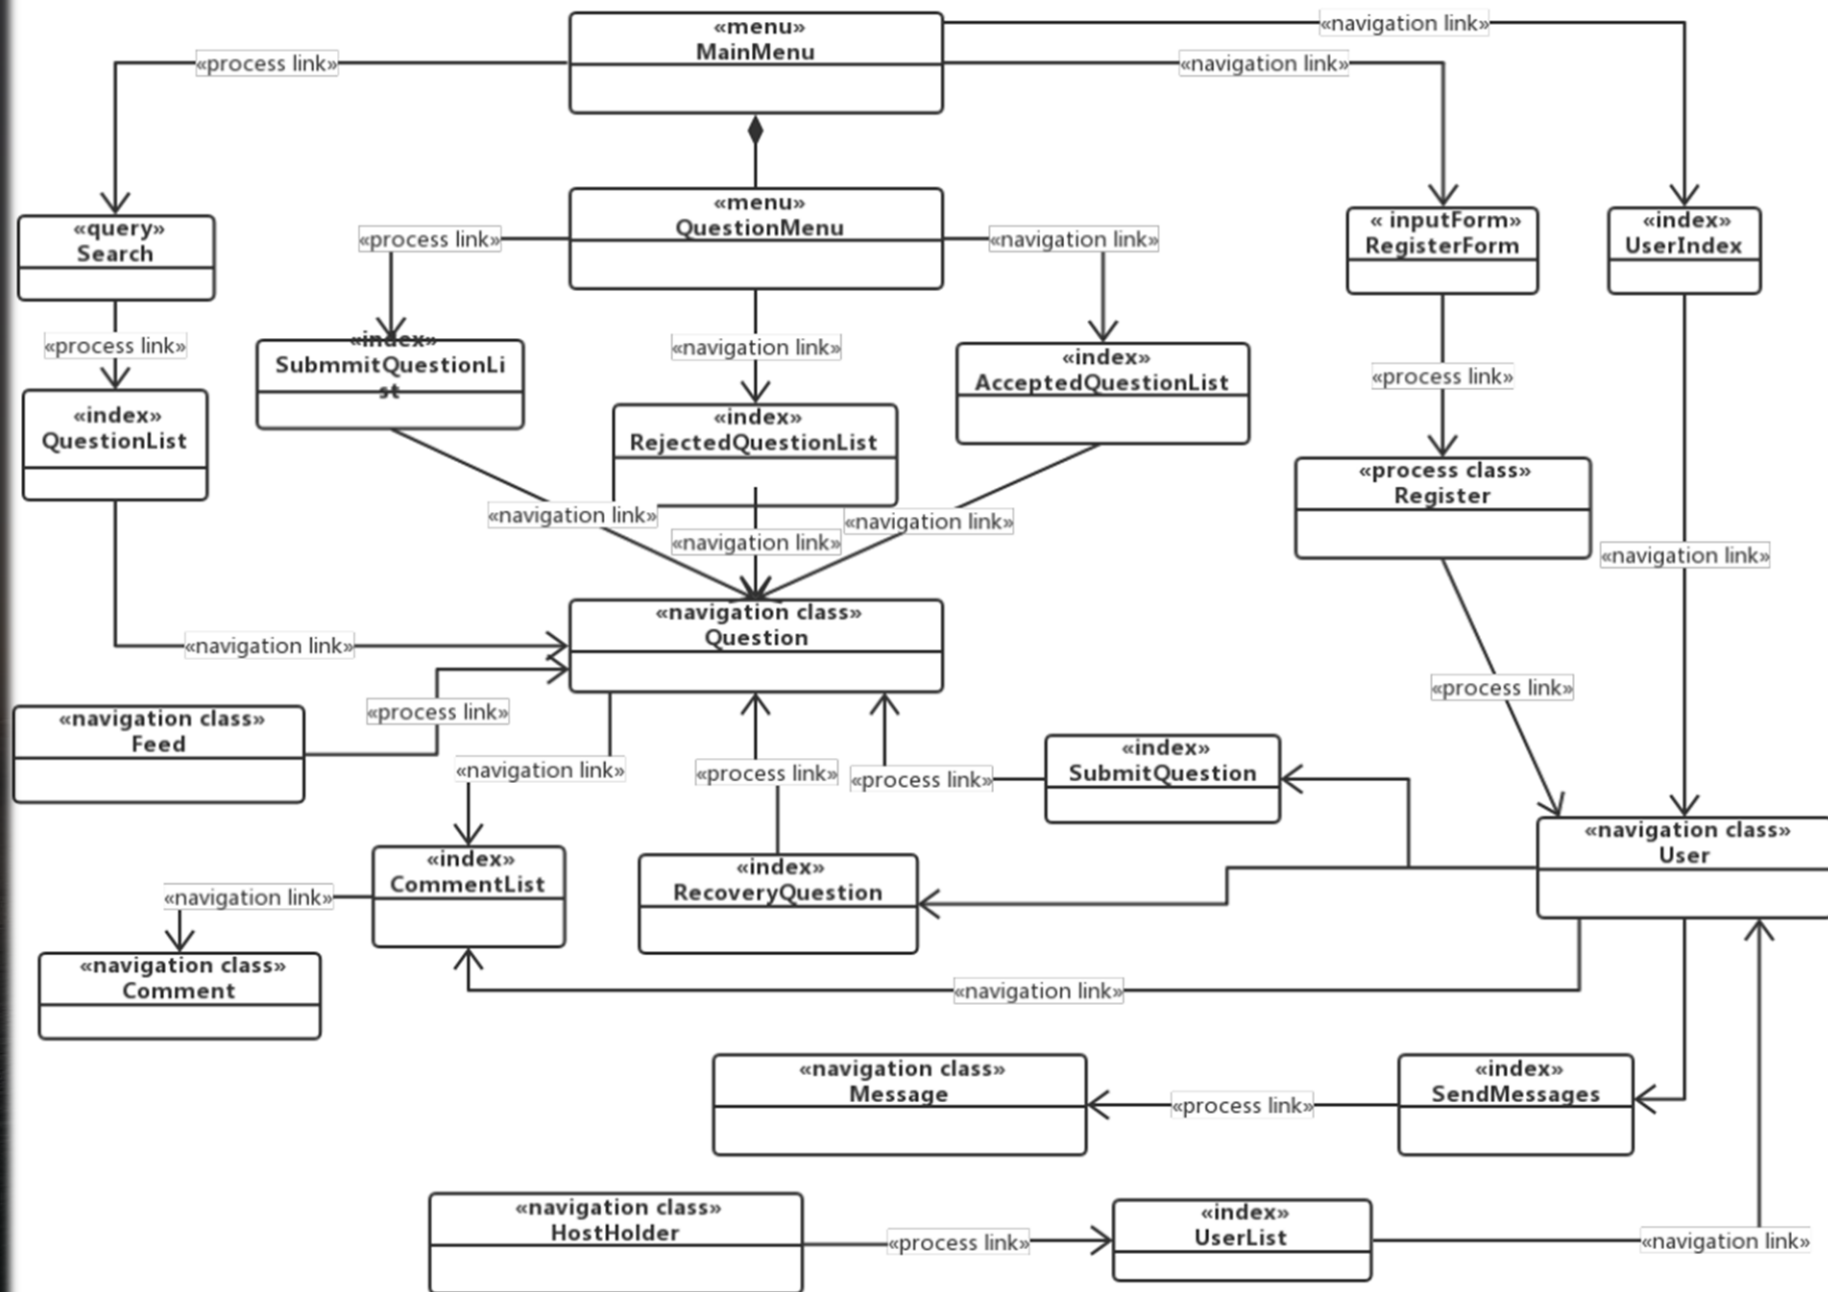 «menu»
MainMenu
«navigation link»
«process link»
«navigation link»
«menu»
QuestionMenu
«query»
Search
«process link»
«navigation link»
« inputForm»
RegisterForm
«index»
UserIndex
«process link»
«index»
SubmmitQuestionLi
st
«navigation link»
«index»
AcceptedQuestionList
«process link»
«index»
QuestionList
«index»
RejectedQuestionList
«process class»
Register
«navigation link»
«navigation link»
«navigation link»
«navigation link»
«navigation class»
Question
«navigation link»
«process link»
«navigation class»
Feed
«process link»
«navigation link»
«process link»
«process link»
«index»
SubmitQuestion
«navigation class»
User
«index»
CommentList
«index»
RecoveryQuestion
«navigation link»
«navigation class»
Comment
«navigation link»
«navigation class»
Message
«process link»
«index»
SendMessages
«navigation class»
HostHolder
«process link»
«index»
UserList
«navigation link»